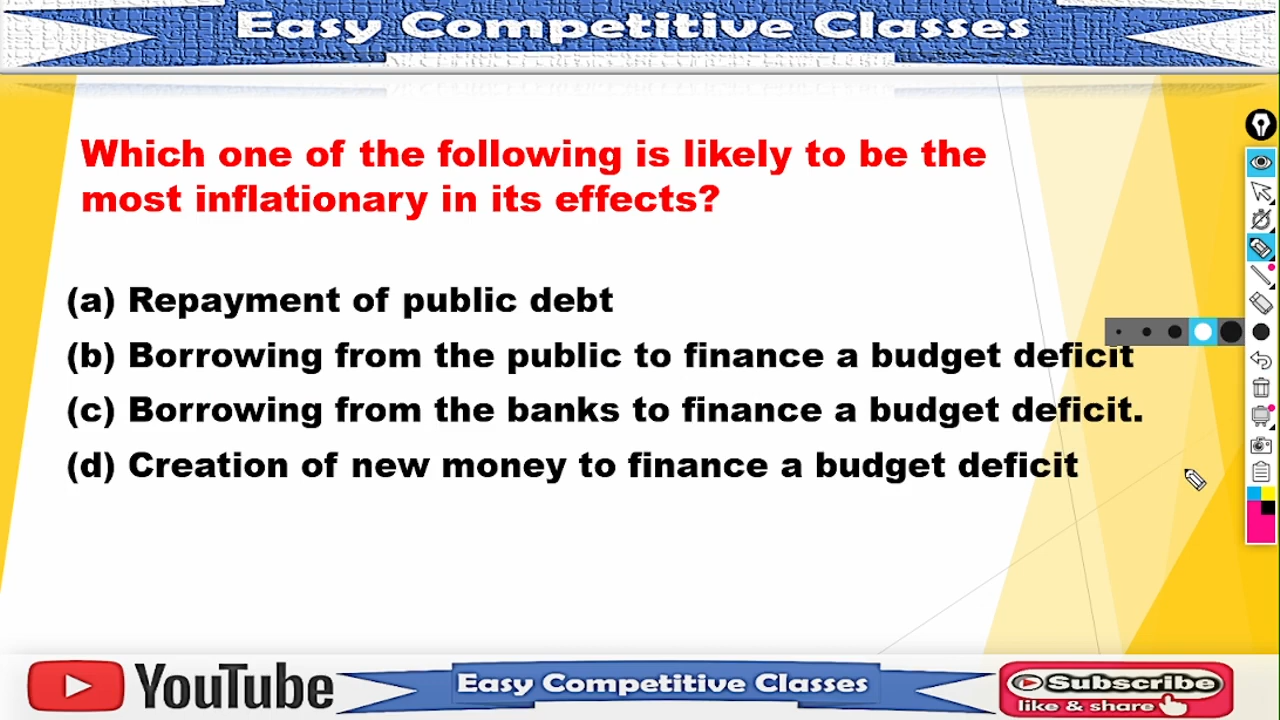 Easy Competitive Classes
Which one of the following is likely to be the
most inflationary in its effects?
(a) Repayment of public debt
(b) Borrowing from the public to finance a budget deficit
(c) Borrowing from the banks to finance a budget deficit.
(d) Creation of new money to finance a budget deficit
YouTube
Easy Competitive Classes
Subscribe
like & share